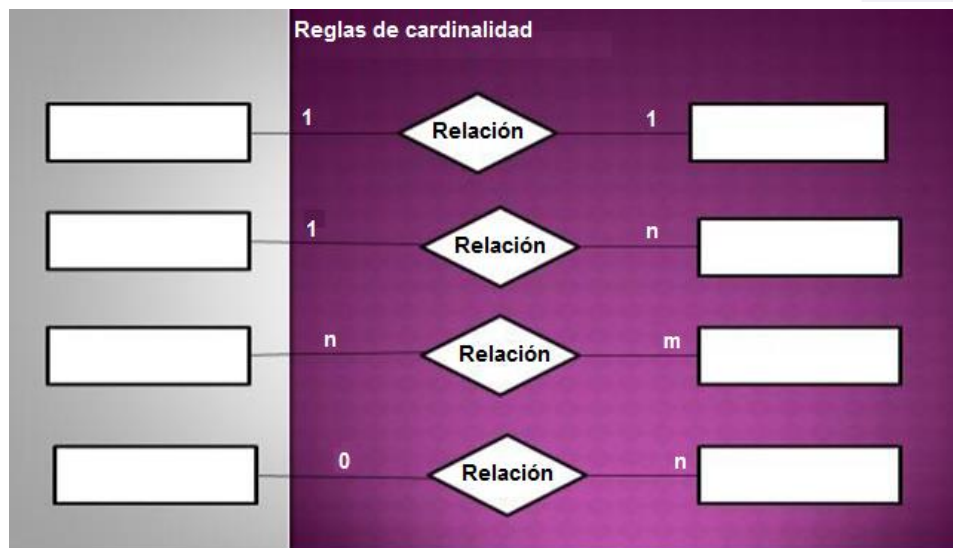 Reglas de cardinalidad
1 Relación 1
1 Relación n
n Relación m
0 Relación n